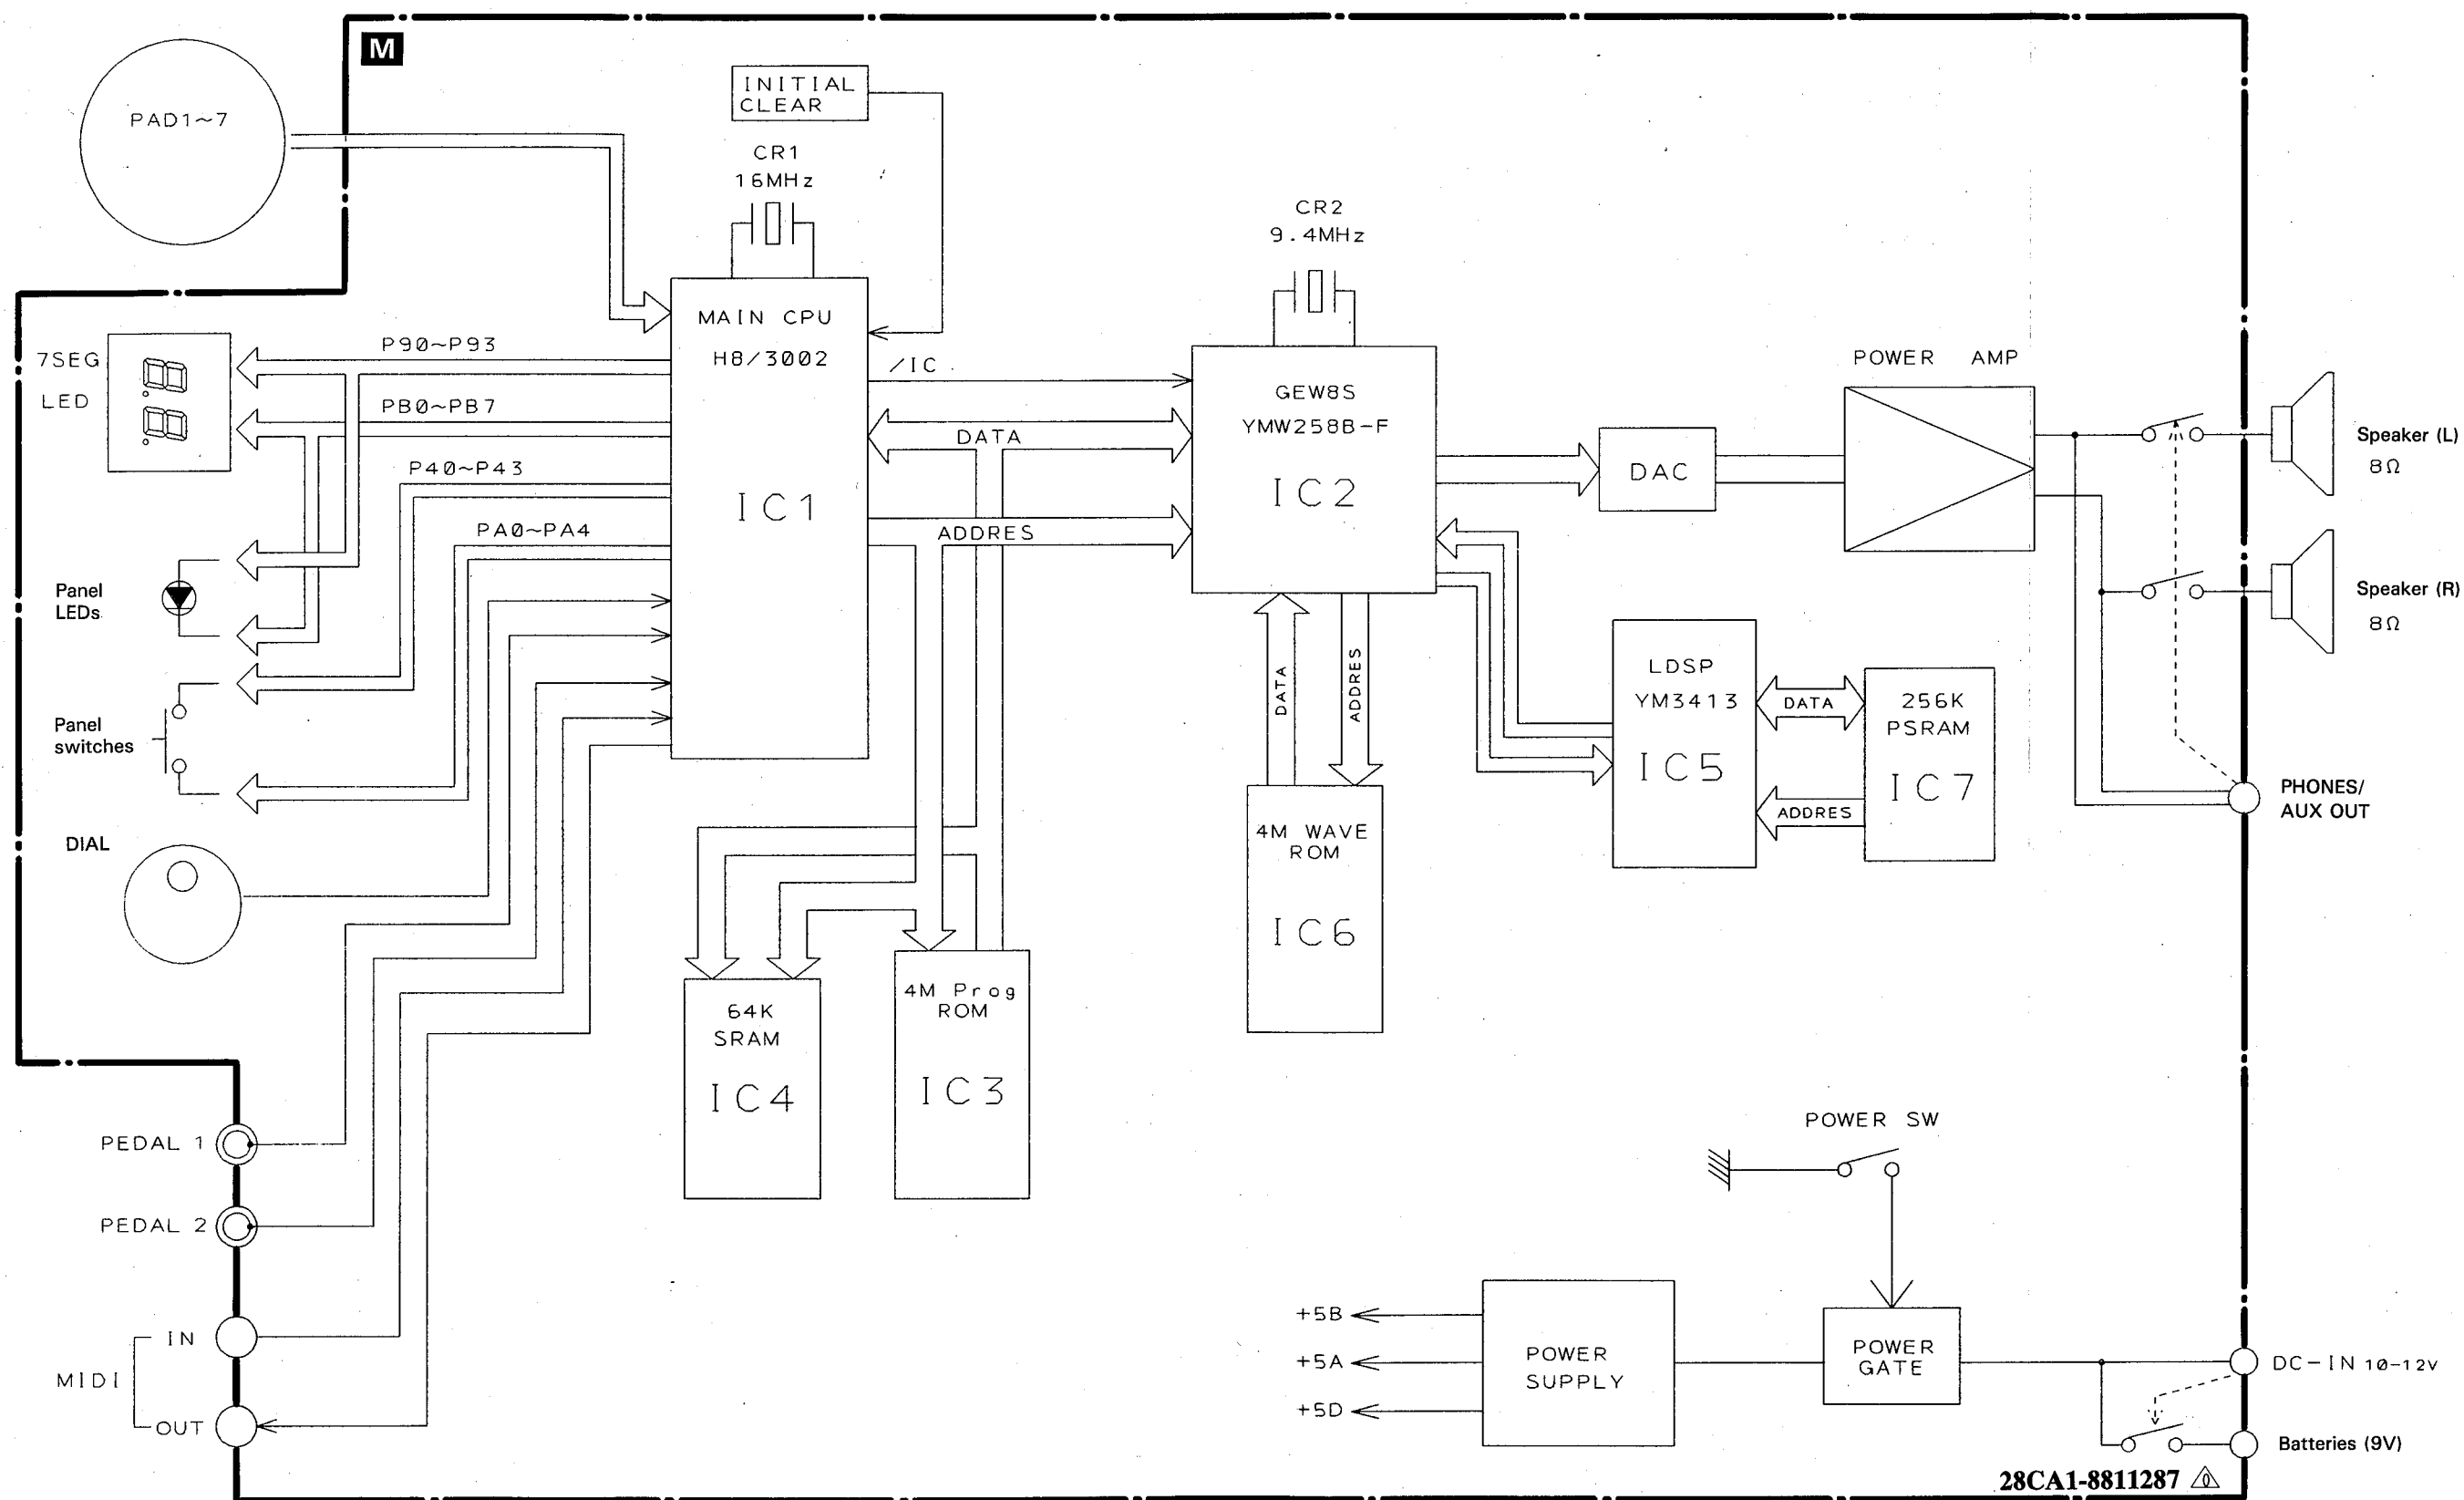 M
PAD1~7
INITIAL
CLEAR
CR1
16MHz
CR2
9.4MHz
MAIN CPU
H8/3002
IC1
7SEG
LED
P90~P93
PB0~PB7
P40~P43
PA0~PA4
/IC
DATA
ADDRES
GEW8S
YMW258B-F
IC2
DAC
POWER AMP
Speaker (L)
8Ω
Speaker (R)
8Ω
Panel
LEDs
Panel
switches
DIAL
DATA
ADDRES
LDSP
YM3413
IC5
DATA
ADDRES
256K
PSRAM
IC7
PHONES/
AUX OUT
4M WAVE
ROM
IC6
64K
SRAM
IC4
4M Prog
ROM
IC3
PEDAL 1
PEDAL 2
MIDI
IN
OUT
POWER SW
+5B
+5A
+5D
POWER
SUPPLY
POWER
GATE
DC-IN 10-12V
Batteries (9V)
28CA1-8811287 0